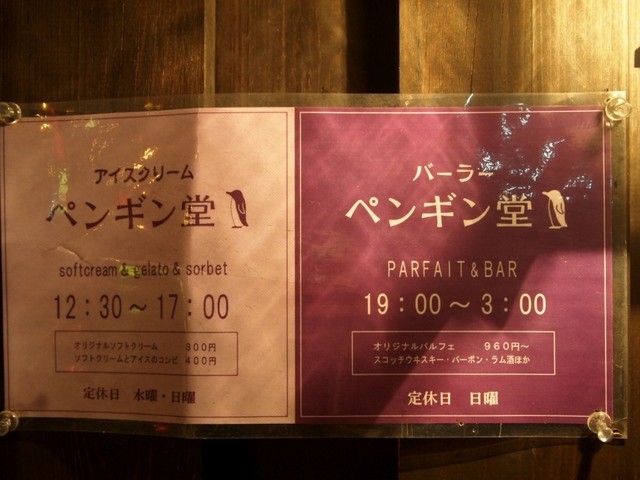 アイスクリーム
ペンギン堂
softcream & gelato & sorbet
12:30～17:00
オリジナルソフトクリーム 300円
ソフトクリームとアイスのコンビ 400円
定休日 水曜・日曜
バーラー
ペンギン堂
PARFAIT & BAR
19:00～3:00
オリジナルパルフェ 960円～
スコッチウヰスキー・バーボン・ラム酒ほか
定休日 日曜